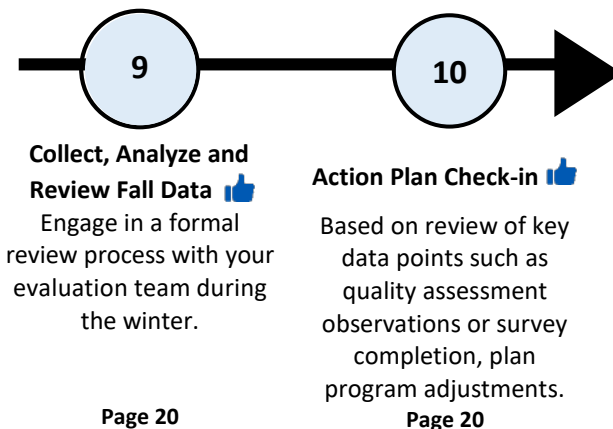 9
Collect, Analyze and
Review Fall Data
Engage in a formal
review process with your
evaluation team during
the winter.
Page 20
10
Action Plan Check-in
Based on review of key
data points such as
quality assessment
observations or survey
completion, plan
program adjustments.
Page 20